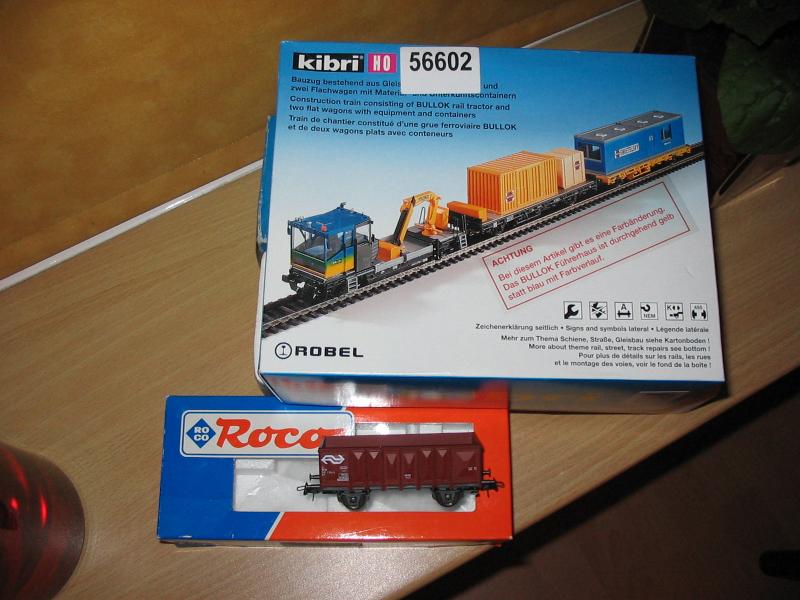 kibri HO 56602
Bauzug bestehend aus Gleis und
zwei Flachwagen mit Material- und Unterkunftscontainern
Construction train consisting of BULLOK rail tractor and
two flat wagons with equipment and containers
Train de chantier constitué d'une grue ferroviaire BULLOK
et de deux wagons plats avec conteneurs
ACHTUNG
Bei diesem Artikel gibt es eine Farbänderung.
Das BULLOK Führerhaus ist durchgehend gelb
statt blau mit Farbverlauf.
NEM
Zeichenerklärung seitlich • Signs and symbols lateral • Légende latérale
Mehr zum Thema Schiene, Straße, Gleisbau siehe Kartonboden !
More about theme rail, street, track repairs see bottom !
Pour plus de détails sur les rails, les rues
et le montage des voies, voir le fond de la boîte !
ROBEL
ROCO
Roco